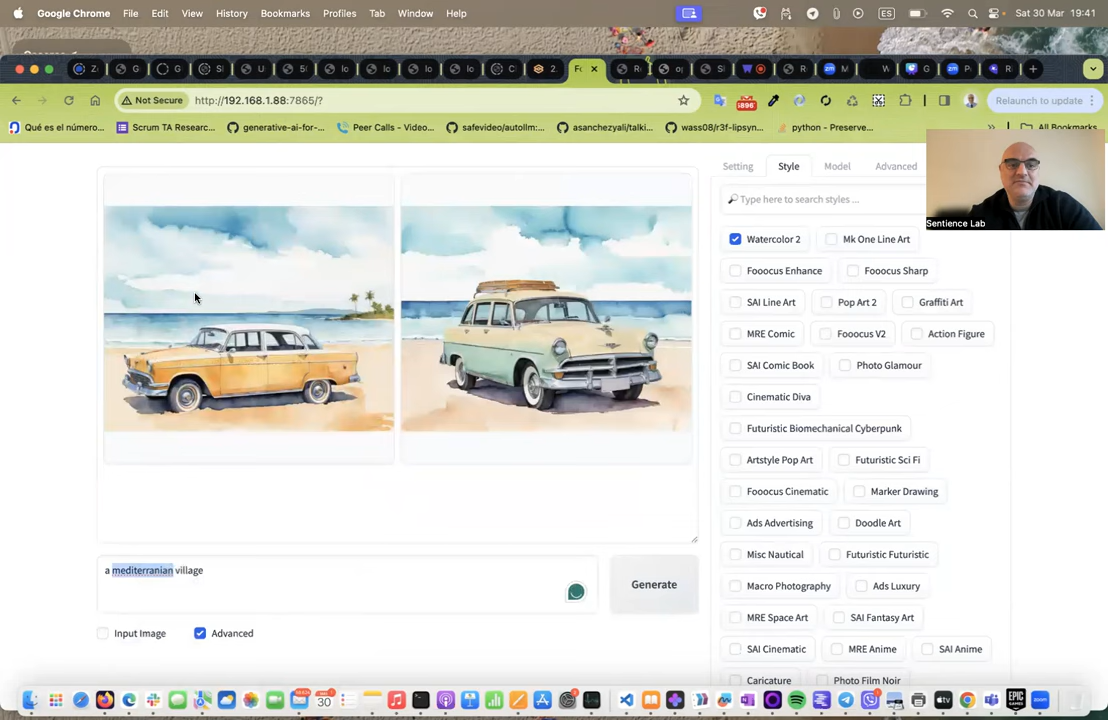 Google Chrome File Edit View History Bookmarks Profiles Tab Window Help ES Sat 30 Mar 19:41
Not Secure http://192.168.1.88:7865/? $896 Relaunch to update
Qué es el número... Scrum TA Researc... generative-ai-for-... Peer Calls – Video... safevideo/autollm:... asanchezyali/talki... wass08/r3f-lipsyn... python - Preserve... All Bookmarks
Setting Style Model Advanced
Type here to search styles ...
Sentience Lab
Watercolor 2 Mk One Line Art
Fooocus Enhance Fooocus Sharp
SAI Line Art Pop Art 2 Graffiti Art
MRE Comic Fooocus V2 Action Figure
SAI Comic Book Photo Glamour
Cinematic Diva
Futuristic Biomechanical Cyberpunk
Artstyle Pop Art Futuristic Sci Fi
Fooocus Cinematic Marker Drawing
Ads Advertising Doodle Art
Misc Nautical Futuristic Futuristic
a mediterranian village Generate
Macro Photography Ads Luxury
MRE Space Art SAI Fantasy Art
Input Image Advanced
SAI Cinematic MRE Anime SAI Anime
Caricature Photo Film Noir